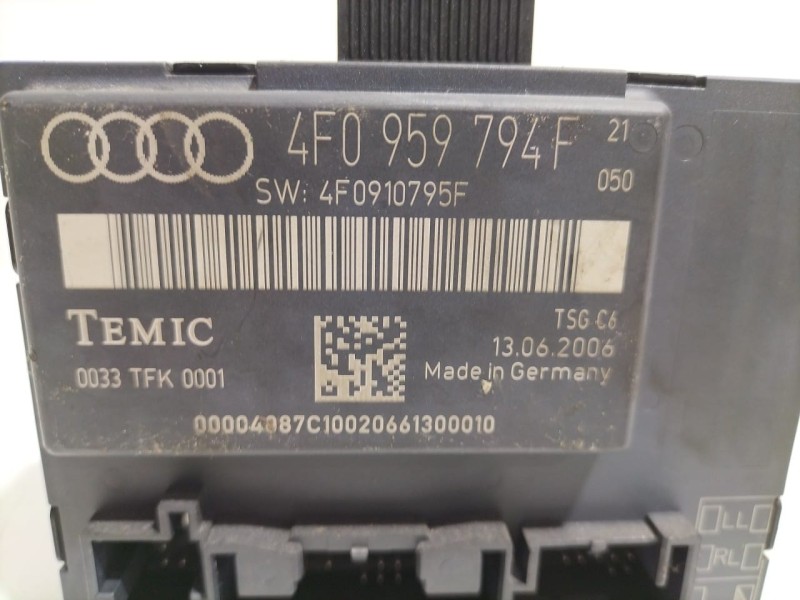 4F0 959 794 F 21
SW: 4F0910795F 050
TEMIC
TSG C6
13.06.2006
0033 TFK 0001
Made in Germany
00004087C10020661300010
LL
RL